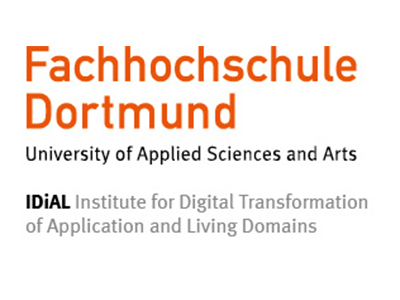 Fachhochschule
Dortmund
University of Applied Sciences and Arts
IDiAL Institute for Digital Transformation
of Application and Living Domains